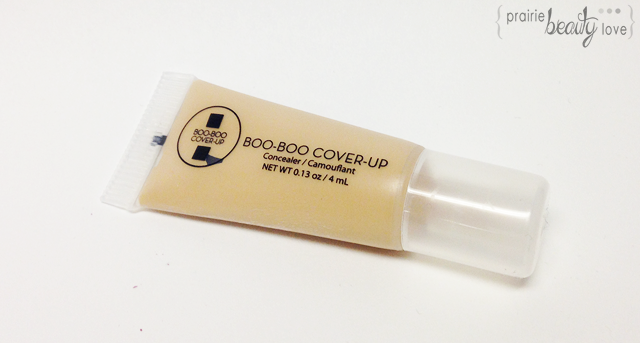 { prairie beauty love }
BOO-BOO
COVER-UP
BOO-BOO COVER-UP
Concealer / Camouflant
NET WT 0.13 oz / 4 mL